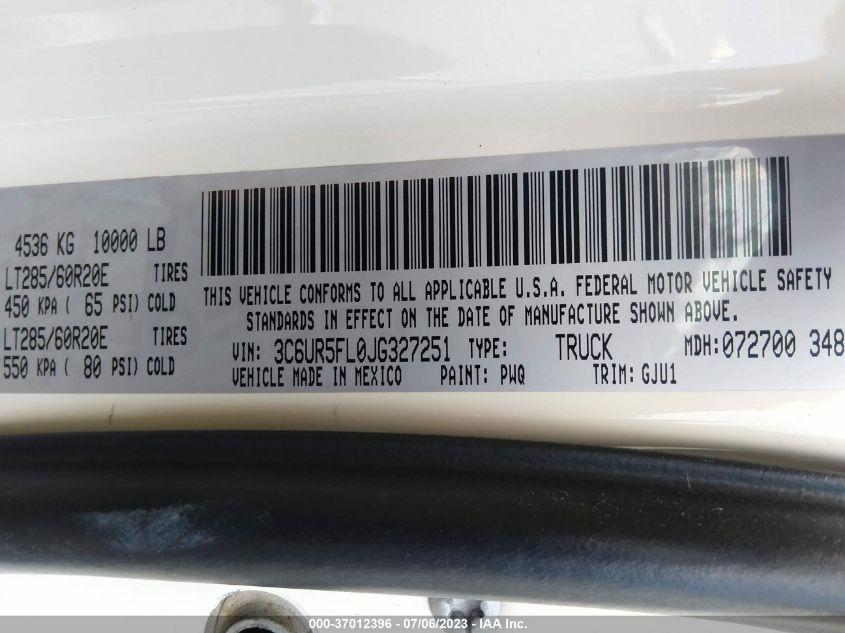 4536 KG 10000 LB
LT285/60R20E TIRES
450 KPA ( 65 PSI) COLD
LT285/60R20E TIRES
550 KPA ( 80 PSI) COLD
THIS VEHICLE CONFORMS TO ALL APPLICABLE U.S.A. FEDERAL MOTOR VEHICLE SAFETY
STANDARDS IN EFFECT ON THE DATE OF MANUFACTURE SHOWN ABOVE.
VIN: 3C6UR5FL0JG327251 TYPE: TRUCK MDH:072700 348
VEHICLE MADE IN MEXICO PAINT: PWQ TRIM: GJU1
000-37012396 - 07/06/2023 - IAA Inc.